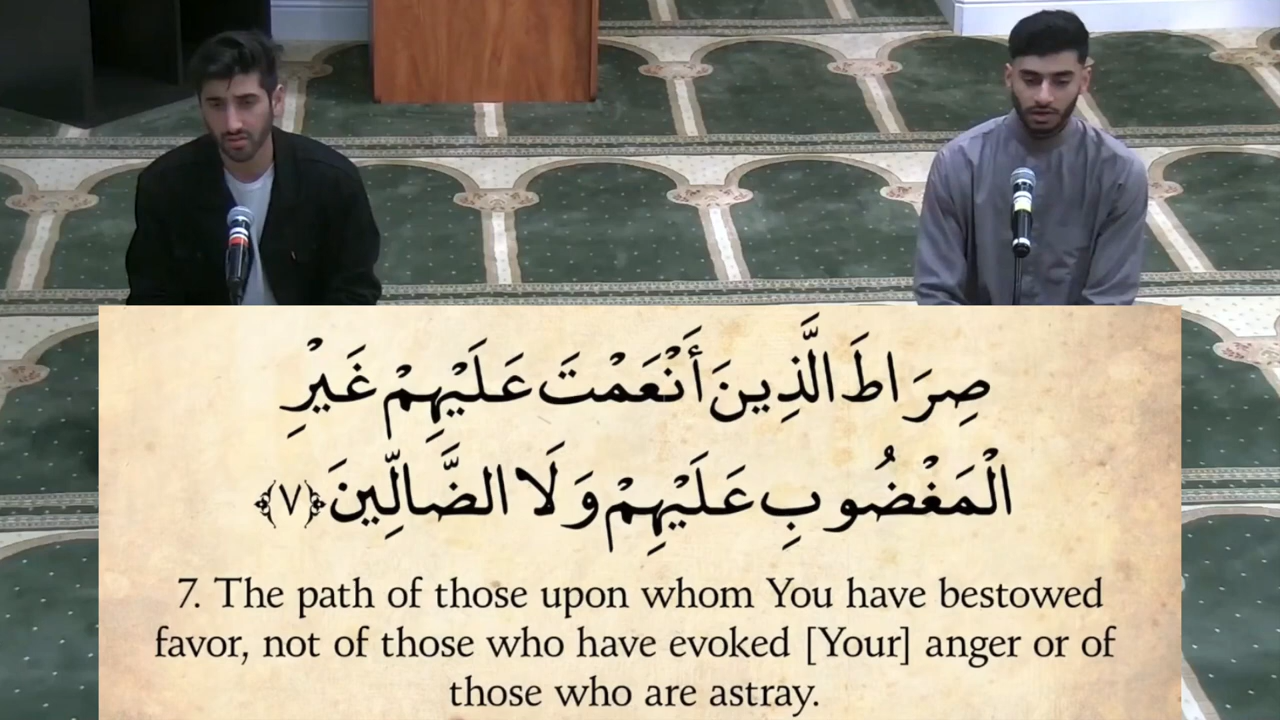 صِرَاطَ الَّذِينَ أَنْعَمْتَ عَلَيْهِمْ غَيْرِ
الْمَغْضُوبِ عَلَيْهِمْ وَلَا الضَّالِّينَ ﴿٧﴾
7. The path of those upon whom You have bestowed
favor, not of those who have evoked [Your] anger or of
those who are astray.